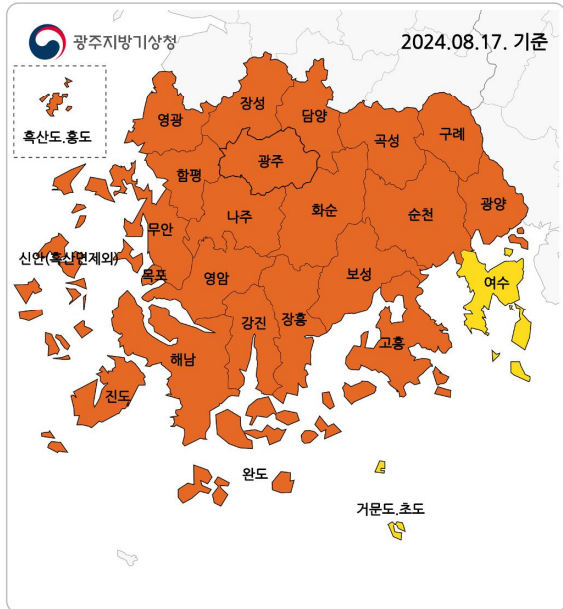 광주지방기상청
2024.08.17. 기준
흑산도.홍도
영광
장성
담양
곡성
구례
함평
광주
광양
무안
나주
화순
순천
신안(흑산면제외)
목포
영암
보성
여수
강진
장흥
고흥
해남
진도
완도
거문도.초도